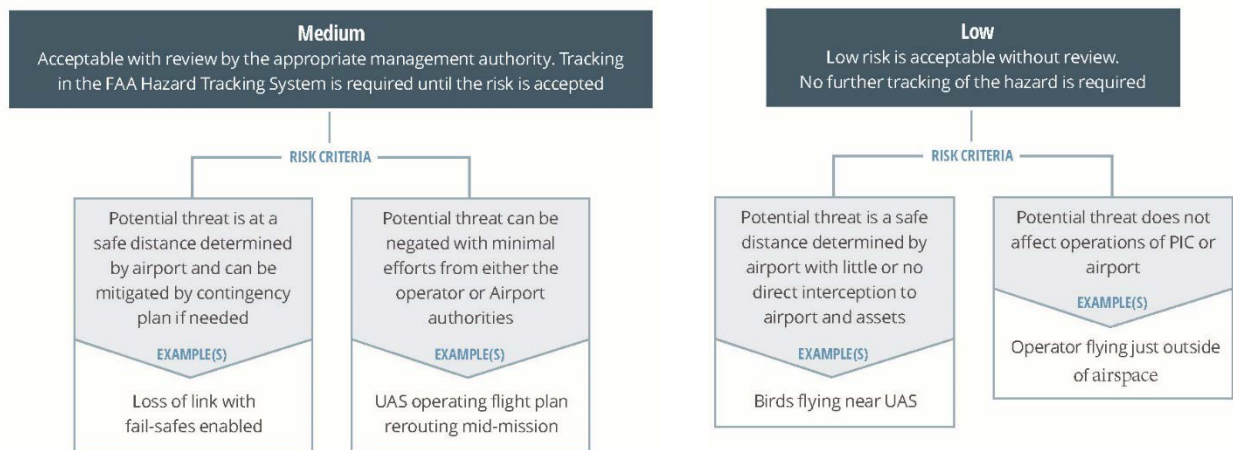 Medium
Acceptable with review by the appropriate management authority. Tracking
in the FAA Hazard Tracking System is required until the risk is accepted
RISK CRITERIA
Potential threat is at a
safe distance determined
by airport and can be
mitigated by contingency
plan if needed
EXAMPLE(S)
Loss of link with
fail-safes enabled
Potential threat can be
negated with minimal
efforts from either the
operator or Airport
authorities
EXAMPLE(S)
UAS operating flight plan
rerouting mid-mission
Low
Low risk is acceptable without review.
No further tracking of the hazard is required
RISK CRITERIA
Potential threat is a safe
distance determined by
airport with little or no
direct interception to
airport and assets
EXAMPLE(S)
Birds flying near UAS
Potential threat does not
affect operations of PIC or
airport
EXAMPLE(S)
Operator flying just outside
of airspace